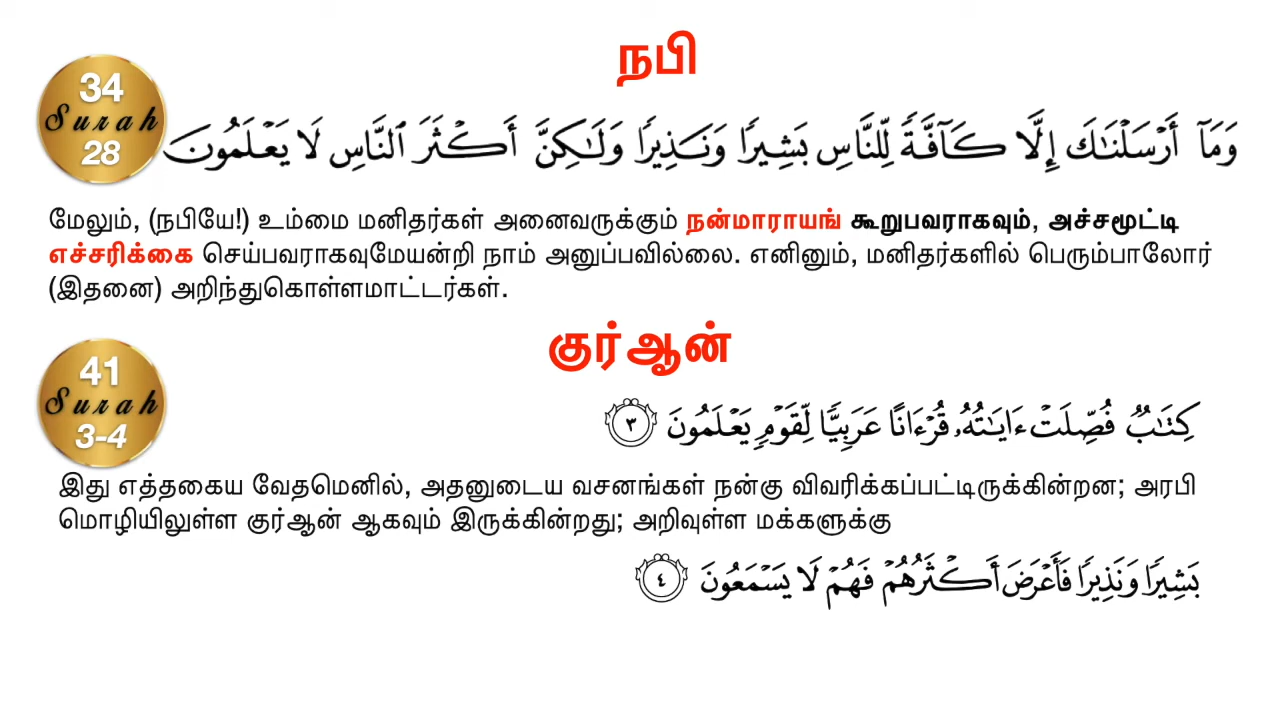 நபி
34
Surah
28
وَمَآ أَرْسَلْنَٰكَ إِلَّا كَآفَّةً لِّلنَّاسِ بَشِيرًا وَنَذِيرًا وَلَٰكِنَّ أَكْثَرَ ٱلنَّاسِ لَا يَعْلَمُونَ
மேலும், (நபியே!) உம்மை மனிதர்கள் அனைவருக்கும் நன்மாராயங் கூறுபவராகவும், அச்சமூட்டி
எச்சரிக்கை செய்பவராகவுமேயன்றி நாம் அனுப்பவில்லை. எனினும், மனிதர்களில் பெரும்பாலோர்
(இதனை) அறிந்துகொள்ளமாட்டர்கள்.
குர்ஆன்
41
Surah
3-4
كِتَٰبٌ فُصِّلَتْ ءَايَٰتُهُۥ قُرْءَانًا عَرَبِيًّا لِّقَوْمٍ يَعْلَمُونَ ٣
இது எத்தகைய வேதமெனில், அதனுடைய வசனங்கள் நன்கு விவரிக்கப்பட்டிருக்கின்றன; அரபி
மொழியிலுள்ள குர்ஆன் ஆகவும் இருக்கின்றது; அறிவுள்ள மக்களுக்கு
بَشِيرًا وَنَذِيرًا فَأَعْرَضَ أَكْثَرُهُمْ فَهُمْ لَا يَسْمَعُونَ ٤